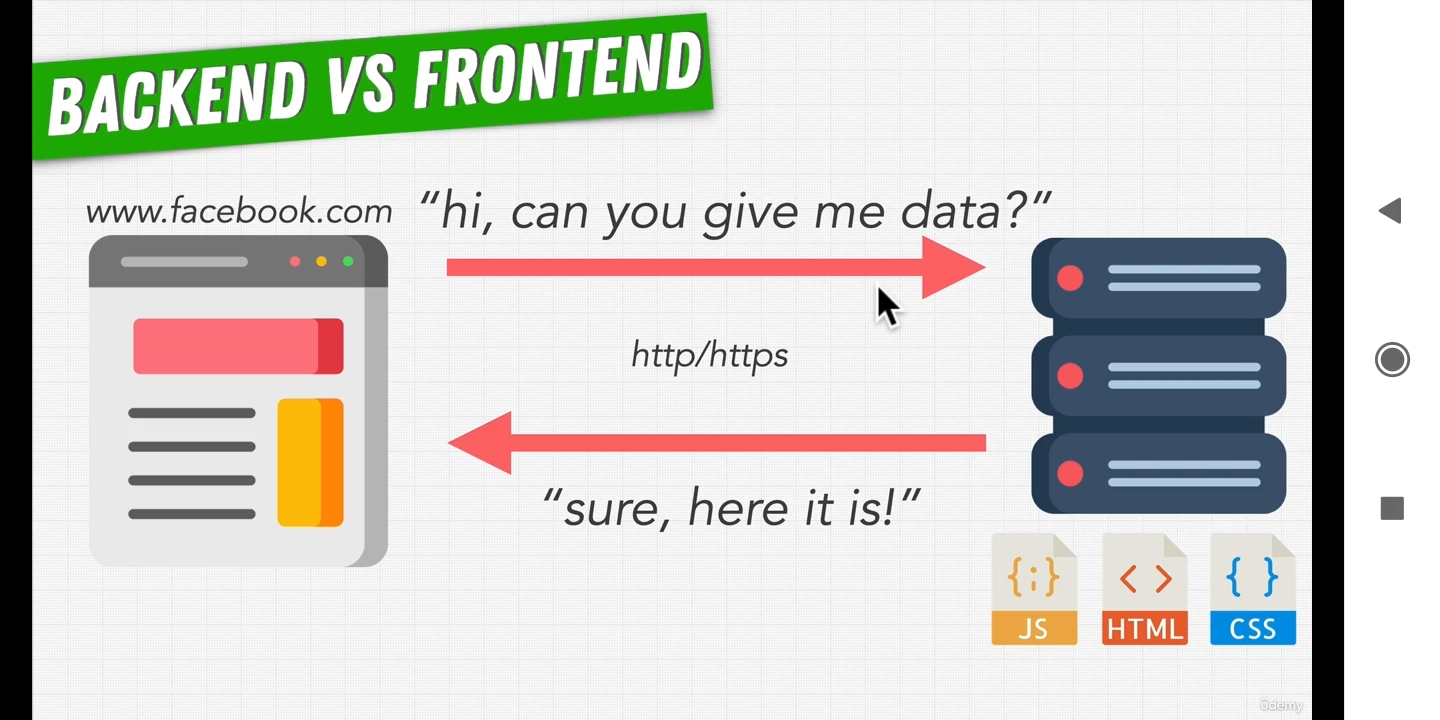 BACKEND VS FRONTEND
www.facebook.com
“hi, can you give me data?”
http/https
“sure, here it is!”
{;} < > { }
JS HTML CSS
ûdemy